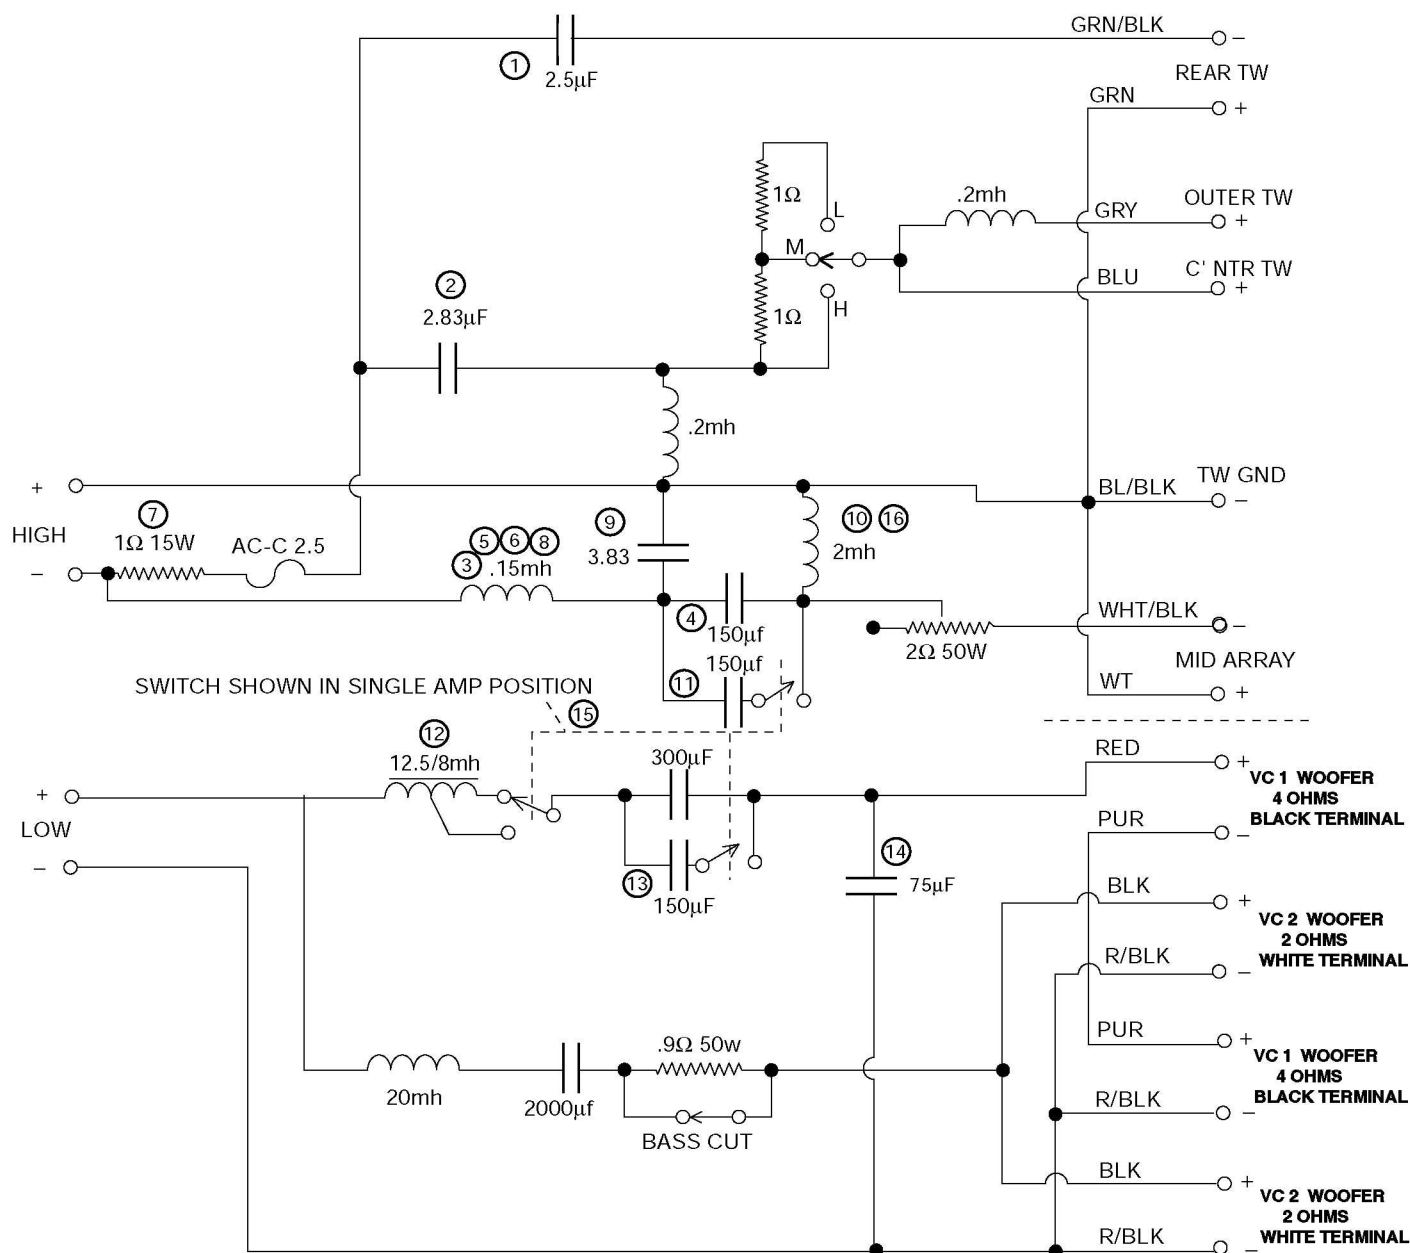 GRN/BLK
−
1
2.5µF
REAR TW
GRN
+
1Ω
L
.2mh
OUTER TW
GRY
+
M
2
C' NTR TW
BLU
+
2.83µF
1Ω
H
.2mh
+
TW GND
BL/BLK
−
7
9
10 16
HIGH
1Ω 15W
AC-C 2.5
5 6 8
3.83
2mh
−
3
.15mh
4
150µf
WHT/BLK
−
2Ω 50W
150µf
MID ARRAY
11
WT
+
SWITCH SHOWN IN SINGLE AMP POSITION
15
12
12.5/8mh
300µF
RED
+
VC 1 WOOFER
4 OHMS
BLACK TERMINAL
+
LOW
PUR
−
−
14
75µF
13
150µF
BLK
+
VC 2 WOOFER
2 OHMS
WHITE TERMINAL
R/BLK
−
PUR
+
.9Ω 50w
VC 1 WOOFER
4 OHMS
BLACK TERMINAL
20mh
2000µf
R/BLK
−
BASS CUT
BLK
+
VC 2 WOOFER
2 OHMS
WHITE TERMINAL
R/BLK
−